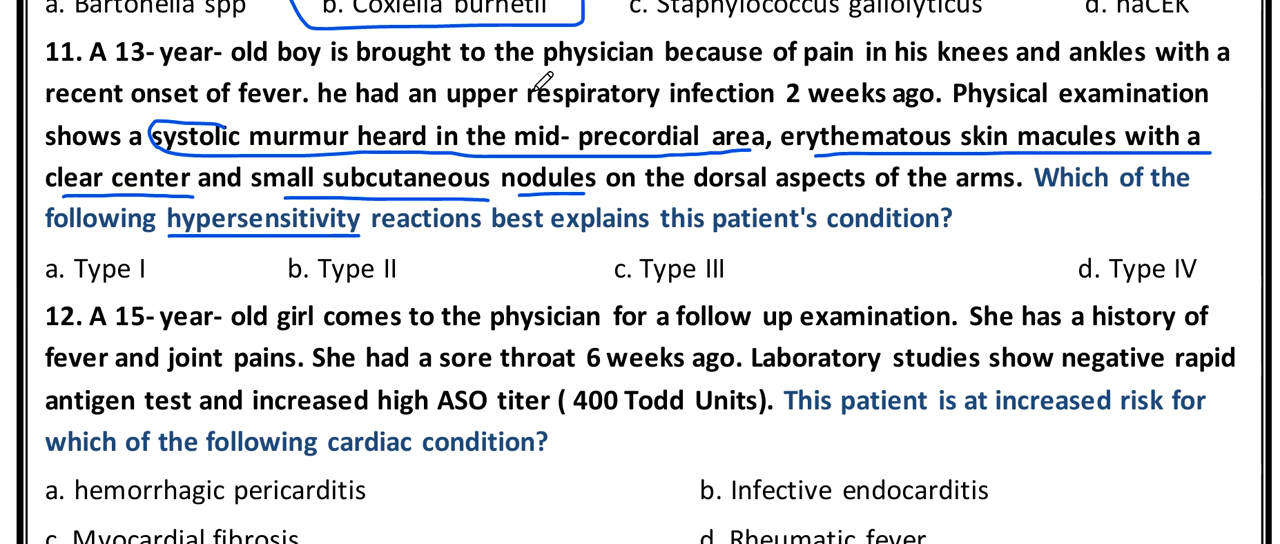 a. Bartonella spp b. Coxiella burnetii c. Staphylococcus gallolyticus d. haCEK
11. A 13- year- old boy is brought to the physician because of pain in his knees and ankles with a
recent onset of fever. he had an upper respiratory infection 2 weeks ago. Physical examination
shows a systolic murmur heard in the mid- precordial area, erythematous skin macules with a
clear center and small subcutaneous nodules on the dorsal aspects of the arms. Which of the
following hypersensitivity reactions best explains this patient's condition?
a. Type I b. Type II c. Type III d. Type IV
12. A 15- year- old girl comes to the physician for a follow up examination. She has a history of
fever and joint pains. She had a sore throat 6 weeks ago. Laboratory studies show negative rapid
antigen test and increased high ASO titer ( 400 Todd Units). This patient is at increased risk for
which of the following cardiac condition?
a. hemorrhagic pericarditis b. Infective endocarditis
c. Myocardial fibrosis d. Rheumatic fever